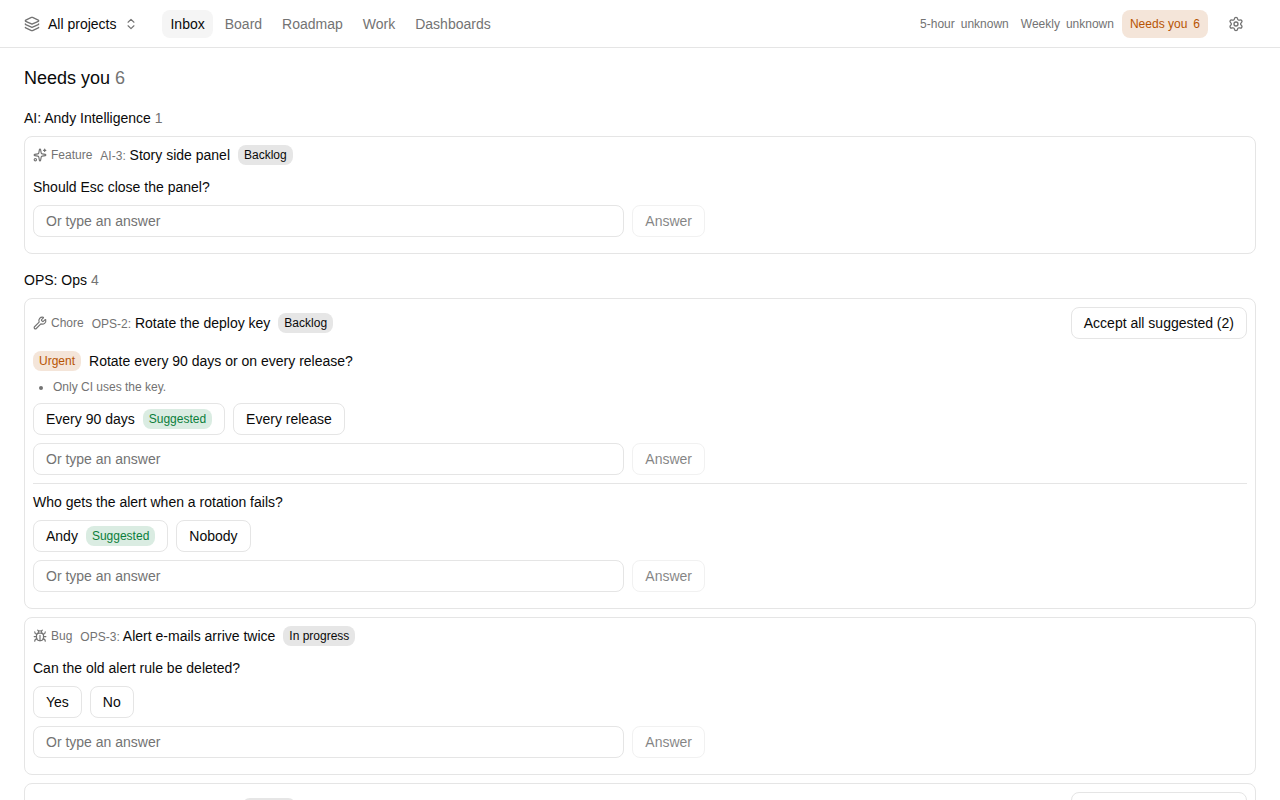 All projects Inbox Board Roadmap Work Dashboards 5-hour unknown Weekly unknown Needs you 6
Needs you 6
AI: Andy Intelligence 1
Feature AI-3: Story side panel Backlog
Should Esc close the panel?
Or type an answer Answer
OPS: Ops 4
Chore OPS-2: Rotate the deploy key Backlog Accept all suggested (2)
Urgent Rotate every 90 days or on every release?
• Only CI uses the key.
Every 90 days Suggested Every release
Or type an answer Answer
Who gets the alert when a rotation fails?
Andy Suggested Nobody
Or type an answer Answer
Bug OPS-3: Alert e-mails arrive twice In progress
Can the old alert rule be deleted?
Yes No
Or type an answer Answer